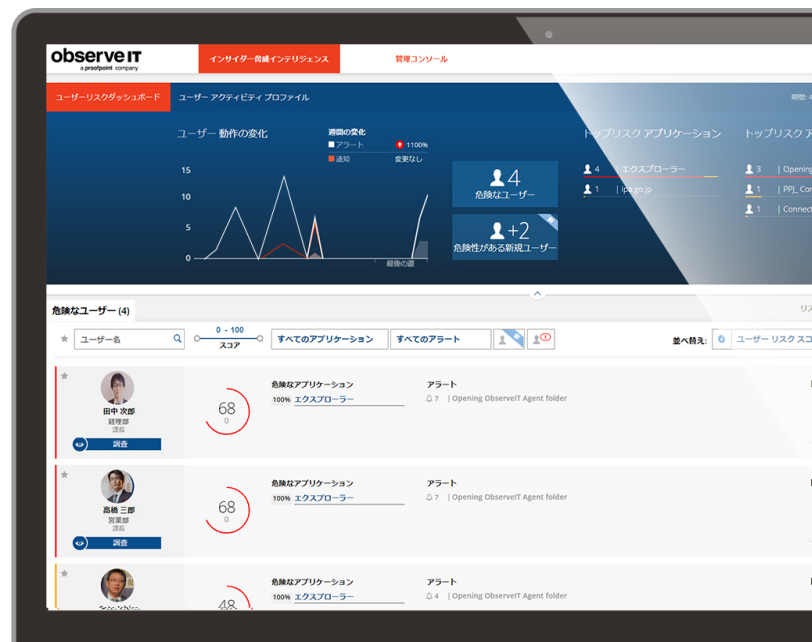 observeIT
a proofpoint company
インサイダー脅威インテリジェンス
管理コンソール
ユーザーリスクダッシュボード
ユーザー アクティビティ プロファイル
期間:
ユーザー 動作の変化
週間の変化
アラート 1100%
通知 変更なし
15
10
5
0
最後の週
4
危険なユーザー
+2
危険性がある新規ユーザー
トップリスク アプリケーション
4 | エクスプローラー
1 | ipa.go.jp
トップリスク ア
3 | Opening
1 | PPJ_ Con
1 | Connect
危険なユーザー (4)
ユーザー名
0 - 100
スコア
すべてのアプリケーション
すべてのアラート
並べ替え:
ユーザー リスク スコ
田中 次郎
経理部
課長
調査
68
0
危険なアプリケーション
100% エクスプローラー
アラート
7 | Opening ObserveIT Agent folder
高橋 三郎
営業部
課長
調査
68
0
危険なアプリケーション
100% エクスプローラー
アラート
7 | Opening ObserveIT Agent folder
48
危険なアプリケーション
100% エクスプローラー
アラート
4 | Opening ObserveIT Agent folder